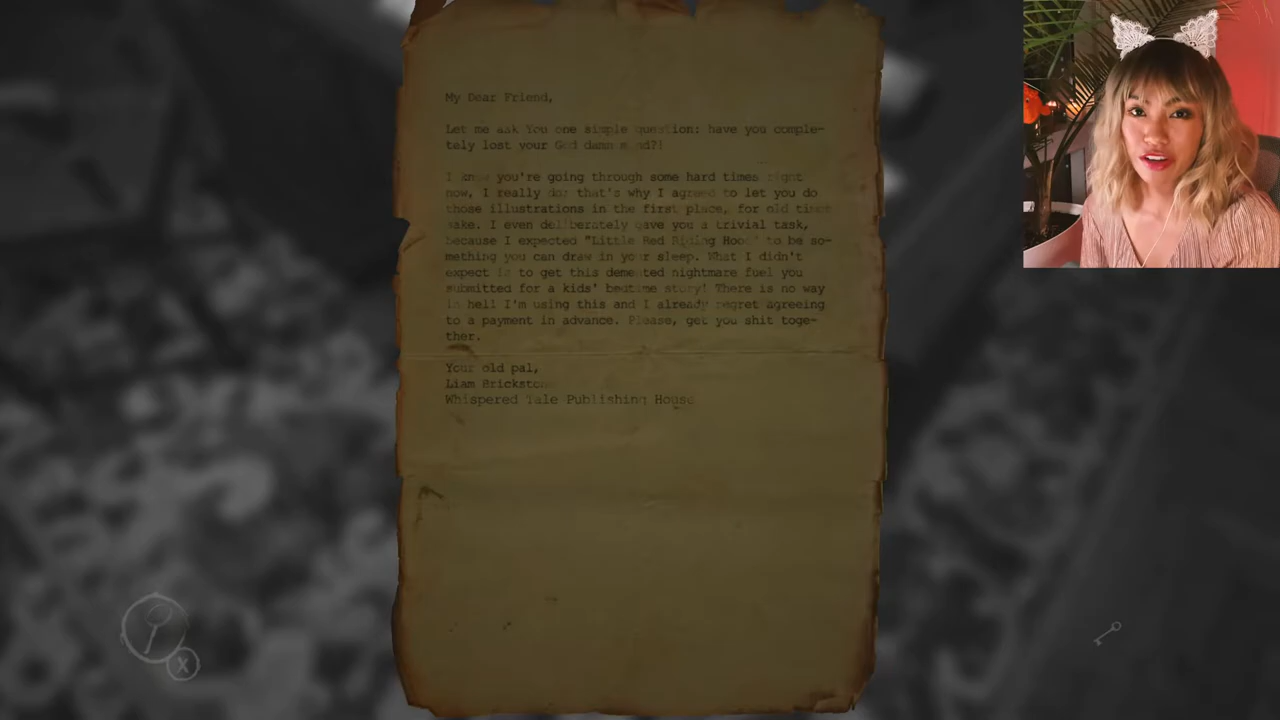 My Dear Friend,
Let me ask You one simple question: have you comple-
tely lost your God damn mind?!
I know you're going through some hard times right
now, I really do: that's why I agreed to let you do
those illustrations in the first place, for old times
sake. I even deliberately gave you a trivial task,
because I expected "Little Red Riding Hood" to be so-
mething you can draw in your sleep. What I didn't
expect is to get this demented nightmare fuel you
submitted for a kids' bedtime story! There is no way
in hell I'm using this and I already regret agreeing
to a payment in advance. Please, get you shit toge-
ther.
Your old pal,
Liam Brickston
Whispered Tale Publishing House
X